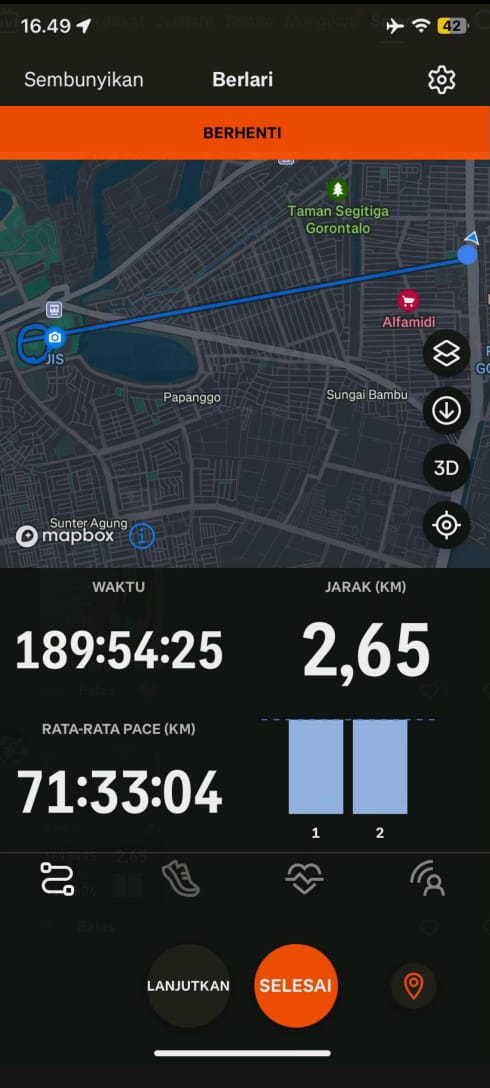 16.49
42
Sembunyikan
Berlari
BERHENTI
Taman Segitiga
Gorontalo
Alfamidi
JIS
Papanggo
Sungai Bambu
3D
Sunter Agung
mapbox
WAKTU
JARAK (KM)
189:54:25
2,65
RATA-RATA PACE (KM)
71:33:04
1
2
LANJUTKAN
SELESAI